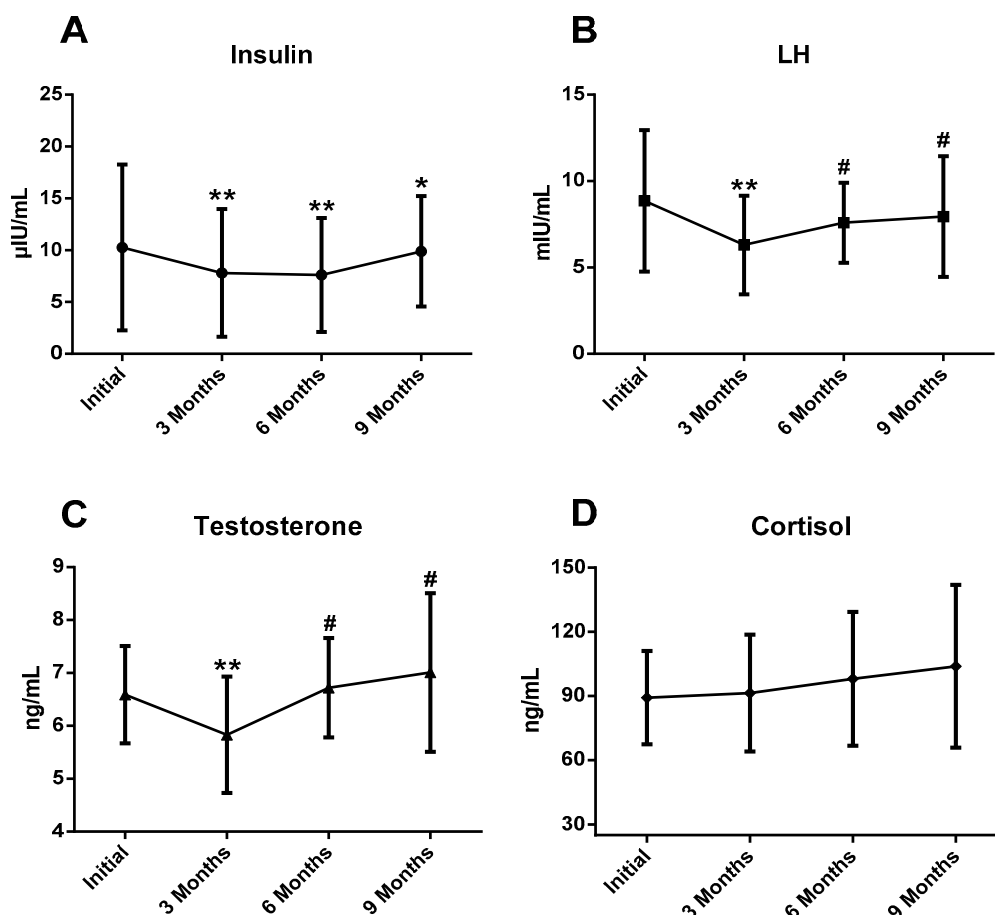 A
Insulin
25
20
15
10
5
0
µIU/mL
**
**
*
Initial
3 Months
6 Months
9 Months
B
LH
15
10
5
0
mIU/mL
**
#
#
Initial
3 Months
6 Months
9 Months
C
Testosterone
9
8
7
6
5
4
ng/mL
**
#
#
Initial
3 Months
6 Months
9 Months
D
Cortisol
150
120
90
60
30
ng/mL
Initial
3 Months
6 Months
9 Months